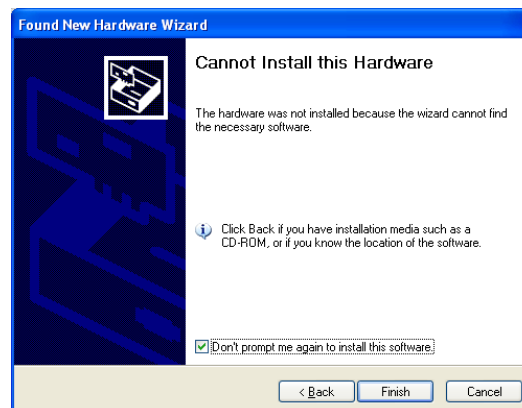 Found New Hardware Wizard
Cannot Install this Hardware
The hardware was not installed because the wizard cannot find
the necessary software.
Click Back if you have installation media such as a
CD-ROM, or if you know the location of the software.
Don't prompt me again to install this software.
< Back Finish Cancel